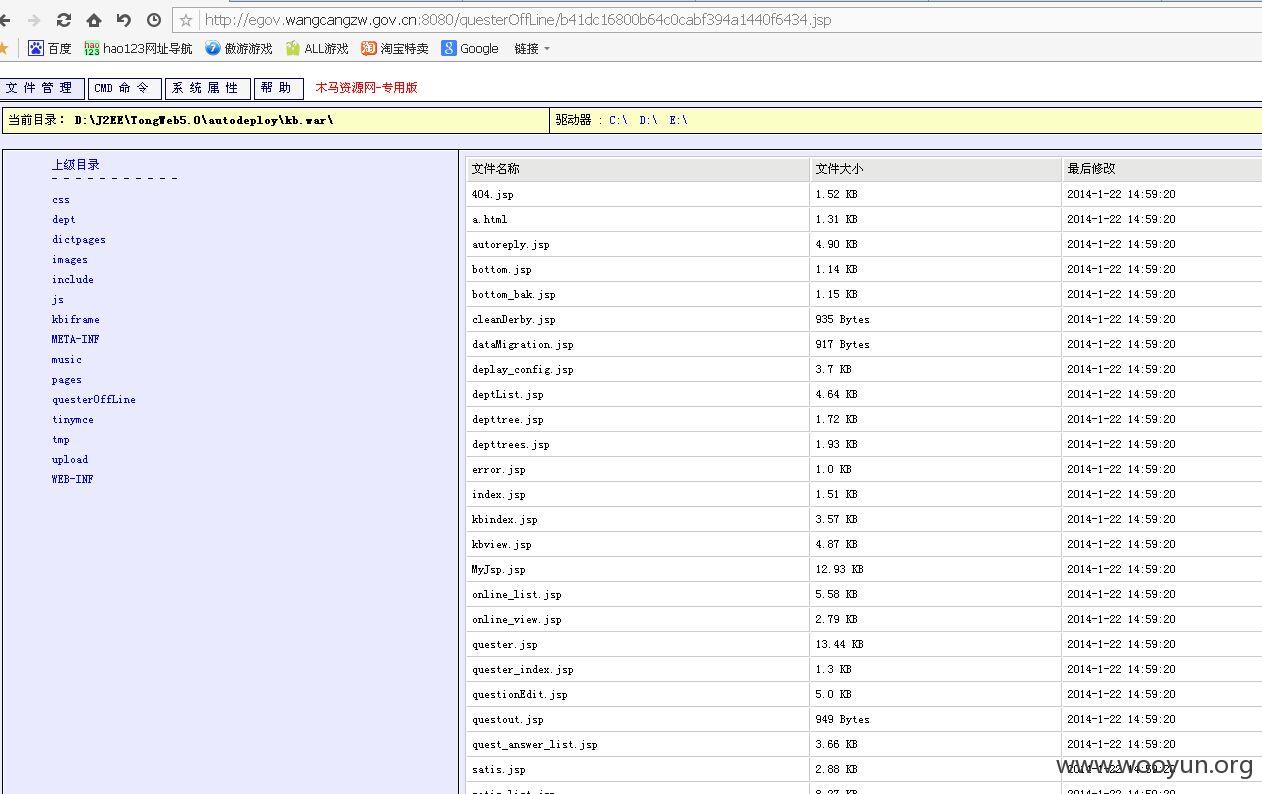 http://egov.wangcangzw.gov.cn:8080/questerOffLine/b41dc16800b64c0cabf394a1440f6434.jsp
百度 hao123网址导航 傲游游戏 ALL游戏 淘宝特卖 Google 链接
文件管理 CMD 命令 系统属性 帮助 木马资源网-专用版
当前目录: D:\J2EE\TongWeb5.0\autodeploy\kb.war\ 驱动器 : C:\ D:\ E:\
上级目录
- - - - - - - - - - -
css
dept
dictpages
images
include
js
kbiframe
META-INF
music
pages
questerOffLine
tinymce
tmp
upload
WEB-INF
文件名称 文件大小 最后修改
404.jsp 1.52 KB 2014-1-22 14:59:20
a.html 1.31 KB 2014-1-22 14:59:20
autoreply.jsp 4.90 KB 2014-1-22 14:59:20
bottom.jsp 1.14 KB 2014-1-22 14:59:20
bottom_bak.jsp 1.15 KB 2014-1-22 14:59:20
cleanDerby.jsp 935 Bytes 2014-1-22 14:59:20
dataMigration.jsp 917 Bytes 2014-1-22 14:59:20
deplay_config.jsp 3.7 KB 2014-1-22 14:59:20
deptList.jsp 4.64 KB 2014-1-22 14:59:20
depttree.jsp 1.72 KB 2014-1-22 14:59:20
depttrees.jsp 1.93 KB 2014-1-22 14:59:20
error.jsp 1.0 KB 2014-1-22 14:59:20
index.jsp 1.51 KB 2014-1-22 14:59:20
kbindex.jsp 3.57 KB 2014-1-22 14:59:20
kbview.jsp 4.87 KB 2014-1-22 14:59:20
MyJsp.jsp 12.93 KB 2014-1-22 14:59:20
online_list.jsp 5.58 KB 2014-1-22 14:59:20
online_view.jsp 2.79 KB 2014-1-22 14:59:20
quester.jsp 13.44 KB 2014-1-22 14:59:20
quester_index.jsp 1.3 KB 2014-1-22 14:59:20
questionEdit.jsp 5.0 KB 2014-1-22 14:59:20
questout.jsp 949 Bytes 2014-1-22 14:59:20
quest_answer_list.jsp 3.66 KB 2014-1-22 14:59:20
satis.jsp 2.88 KB 2014-1-22 14:59:20
www.wooyun.org